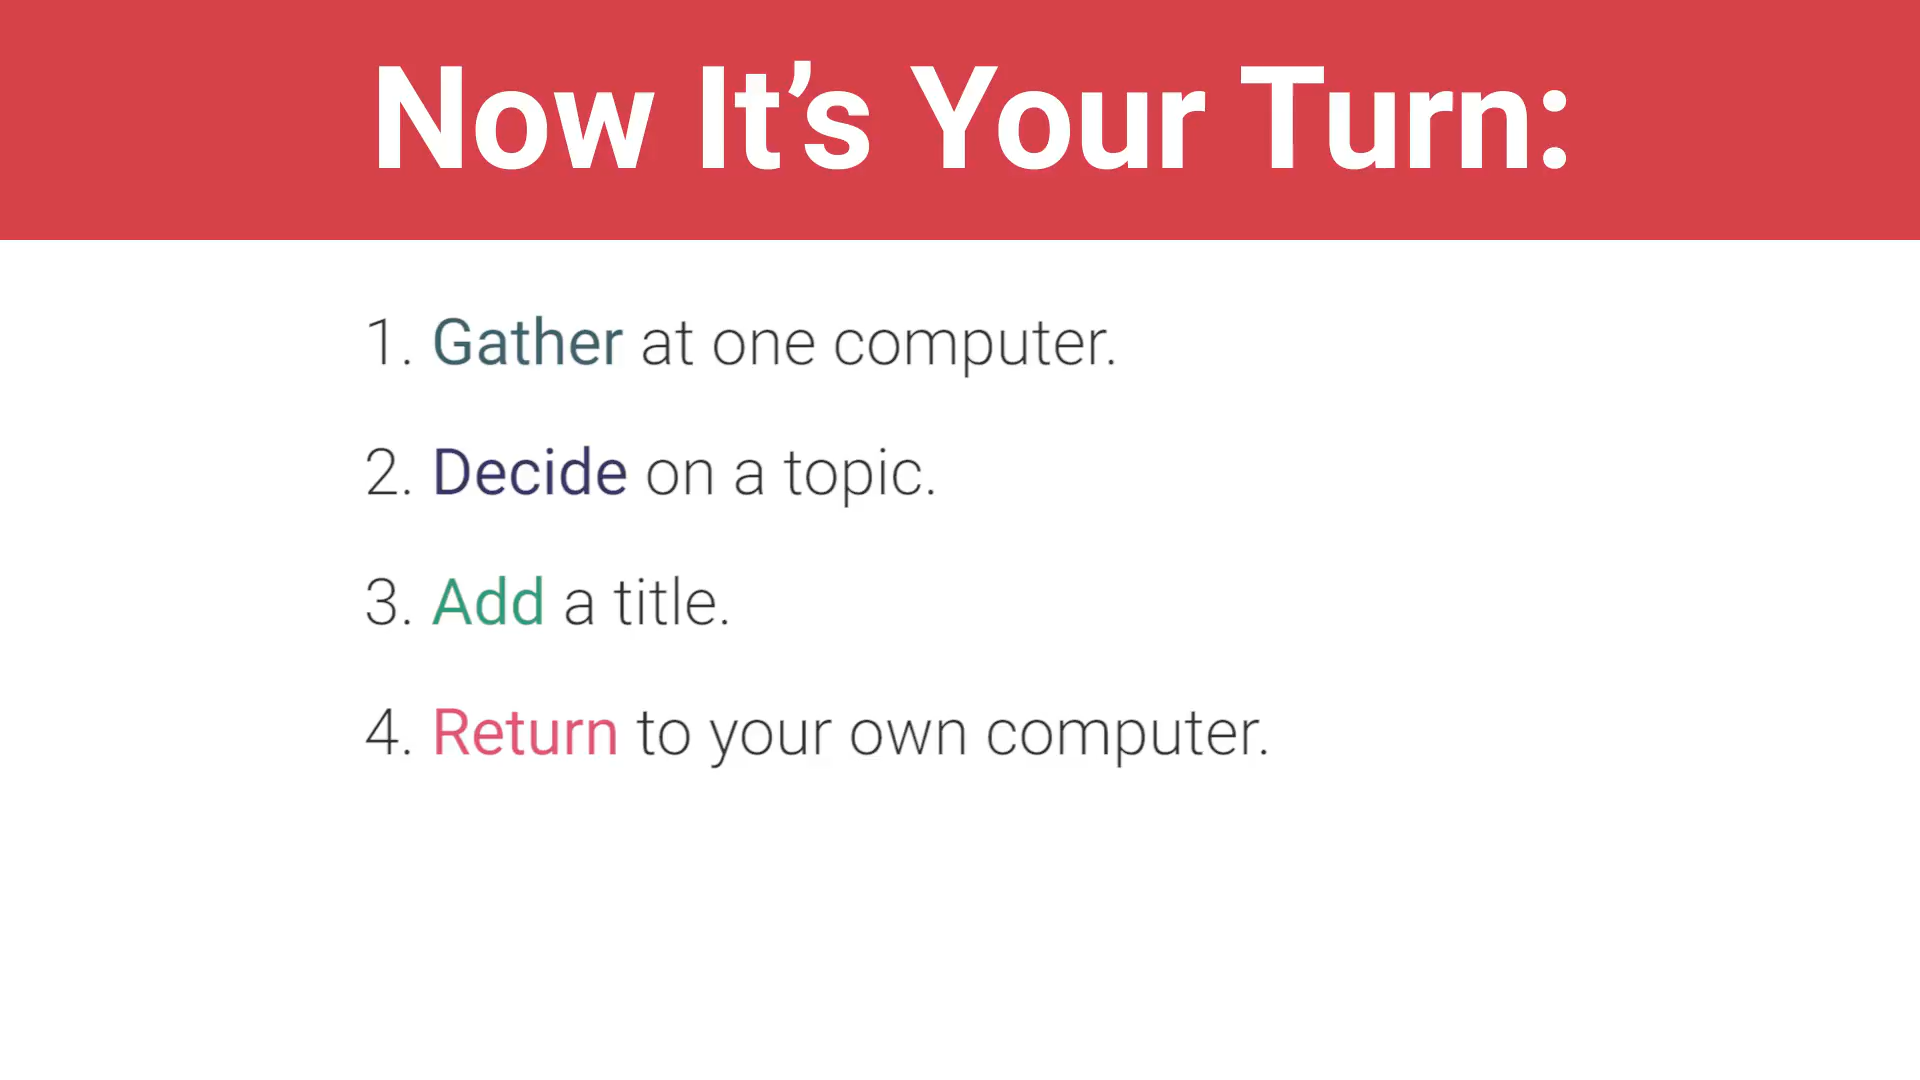 Now It’s Your Turn:
1. Gather at one computer.
2. Decide on a topic.
3. Add a title.
4. Return to your own computer.